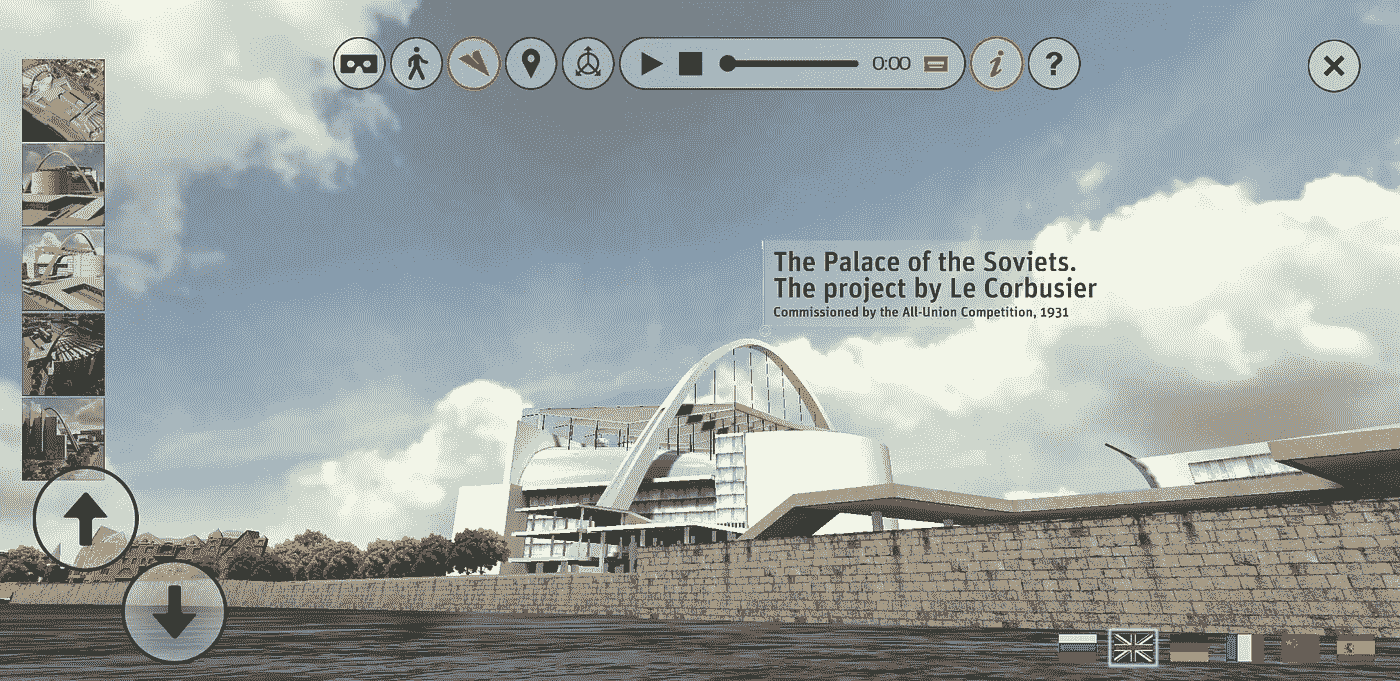 0:00
i
?
The Palace of the Soviets.
The project by Le Corbusier
Commissioned by the All-Union Competition, 1931